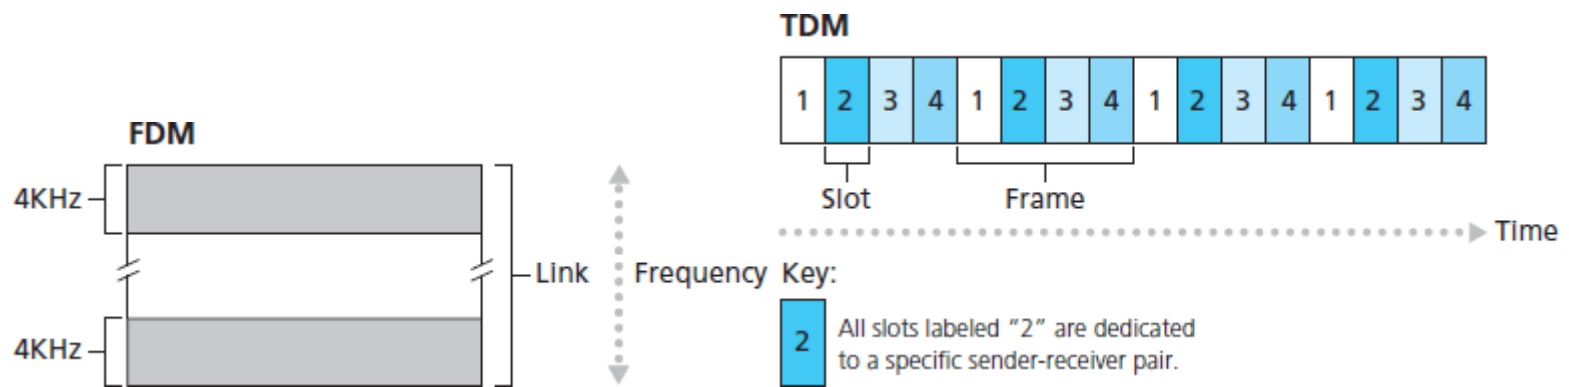 FDM
4KHz
4KHz
Link
Frequency
TDM
1 2 3 4 1 2 3 4 1 2 3 4 1 2 3 4
Slot
Frame
Time
Key:
2
All slots labeled “2” are dedicated
to a specific sender-receiver pair.